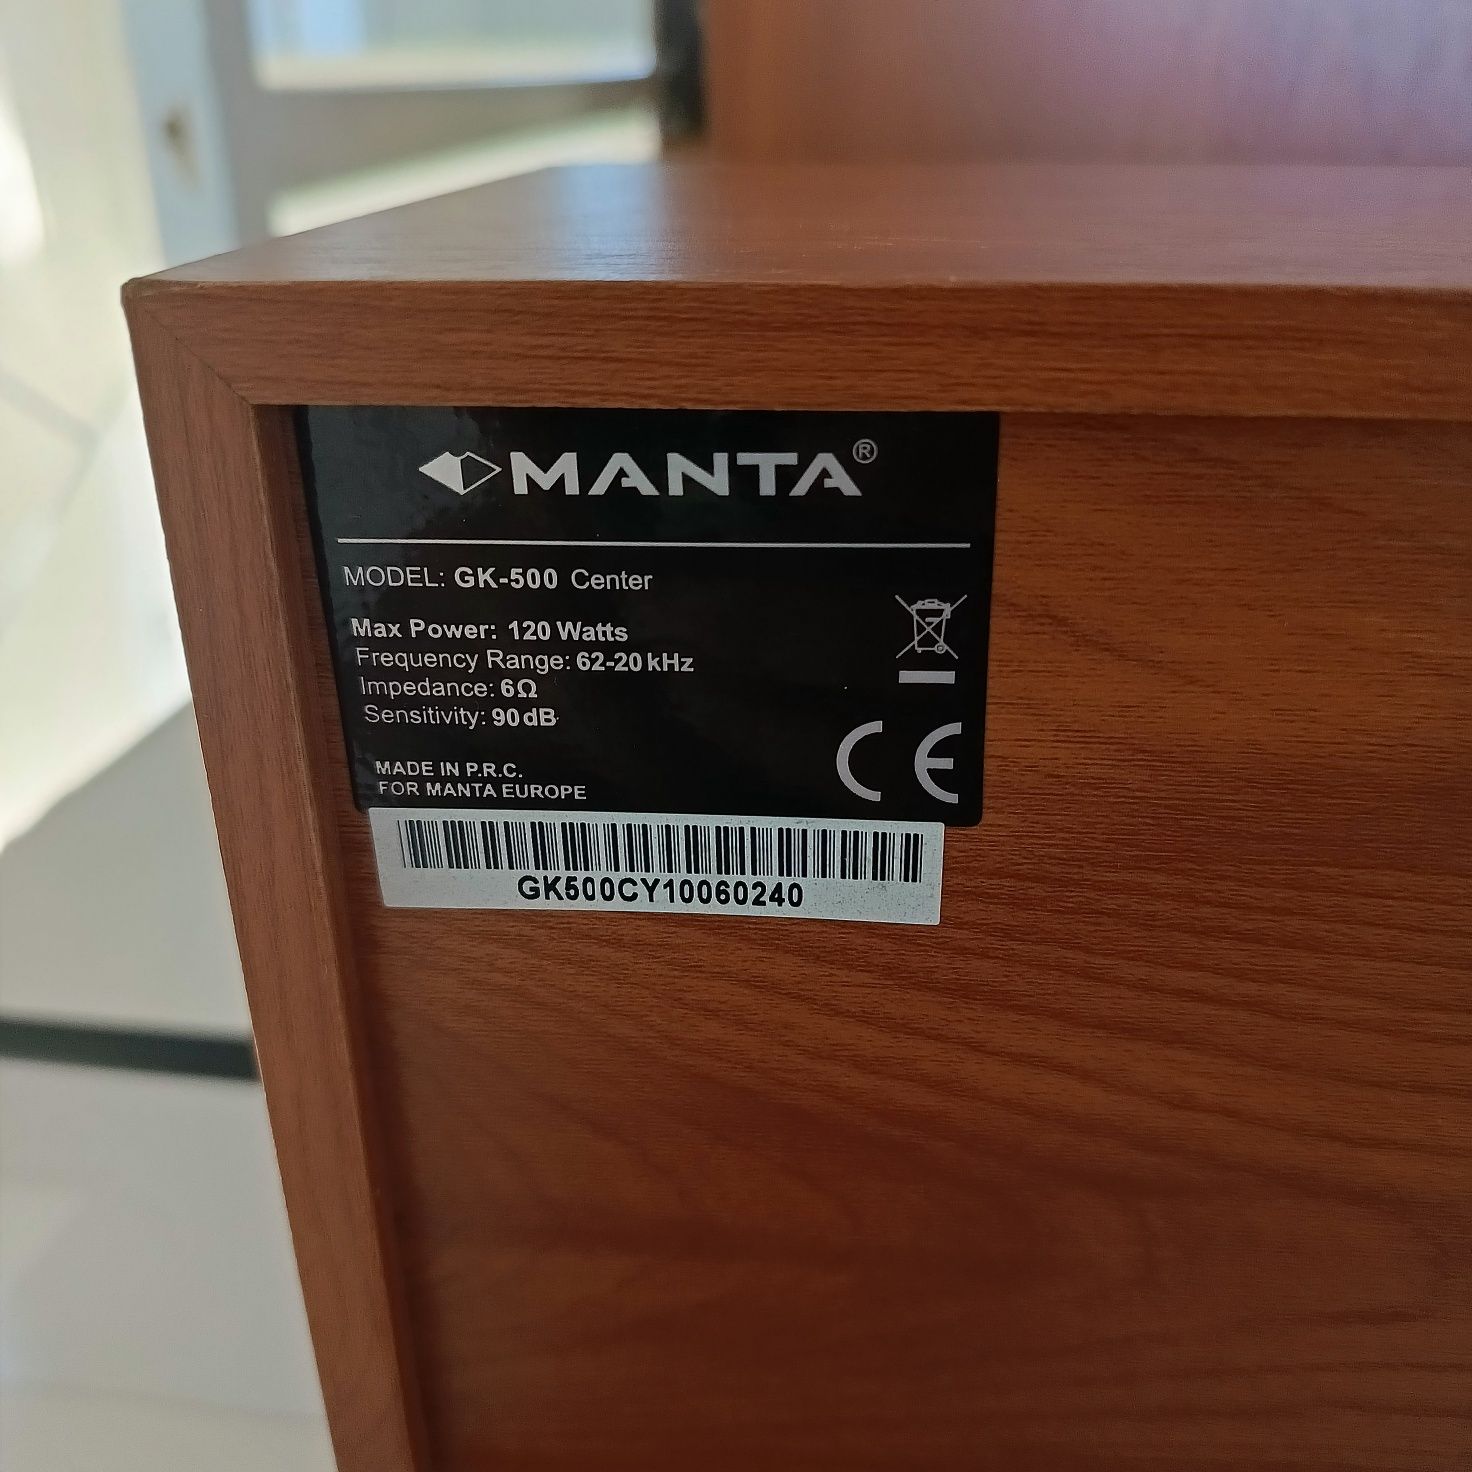 MANTA®
MODEL: GK-500 Center
Max Power: 120 Watts
Frequency Range: 62-20 kHz
Impedance: 6Ω
Sensitivity: 90 dB
MADE IN P.R.C.
FOR MANTA EUROPE
CE
GK500CY10060240